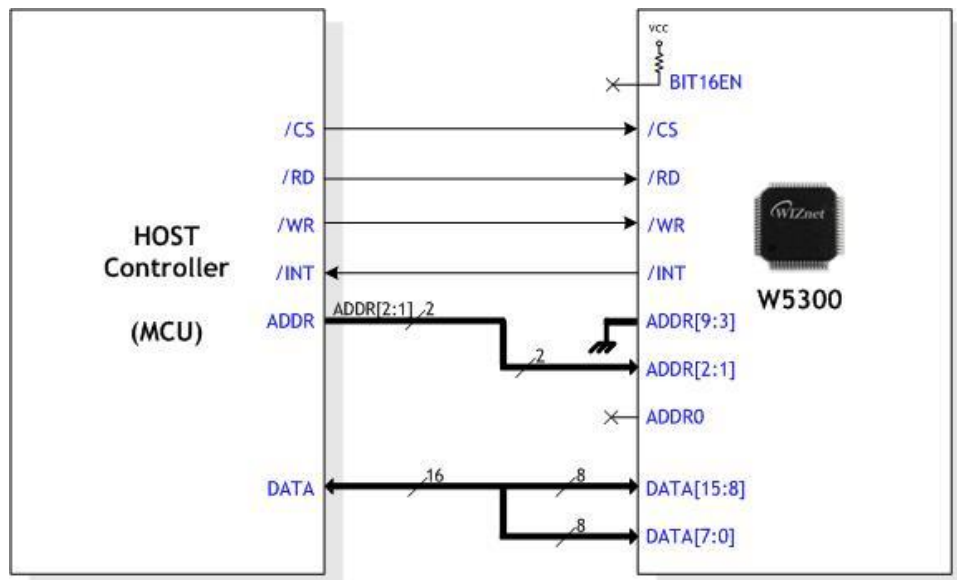 vcc
BIT16EN
/CS
/CS
/RD
/RD
/WR
/WR
WIZnet
HOST
Controller
(MCU)
/INT
/INT
W5300
ADDR
ADDR[2:1]
2
ADDR[9:3]
2
ADDR[2:1]
ADDR0
DATA
16
8
DATA[15:8]
8
DATA[7:0]